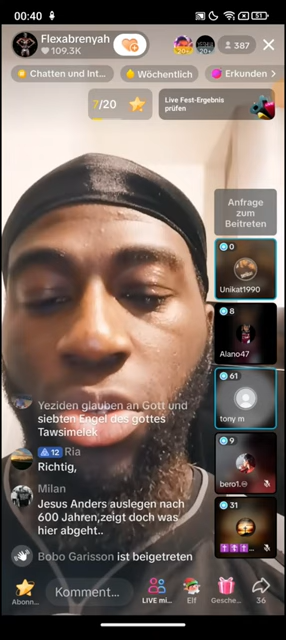 00:40
51
Flexabrenyah
109.3K
387
20+
20+
Chatten und Int...
Wöchentlich
Erkunden >
7/20
Live Fest-Ergebnis
prüfen
Anfrage
zum
Beitreten
0
Unikat1990
8
Alano47
61
tony m
9
bero1.
31
Yeziden glauben an Gott und
siebten Engel des gottes
Tawsimelek
12 Ria
Richtig,
Milan
Jesus Anders auslegen nach
600 Jahren,zeigt doch was
hier abgeht..
Bobo Garisson ist beigetreten
Abonn...
Komment...
LIVE mi...
Elf
Gesche...
36